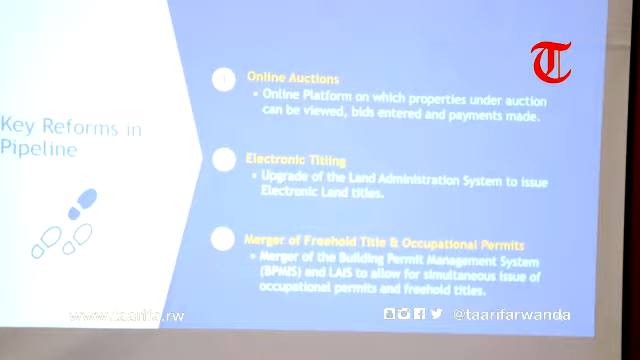 Key Reforms in
Pipeline
Online Auctions
• Online Platform on which properties under auction
can be viewed, bids entered and payments made.
Electronic Titling
• Upgrade of the Land Administration System to issue
Electronic Land titles.
Merger of Freehold Title & Occupational Permits
• Merger of the Building Permit Management System
(BPMIS) and LAIS to allow for simultaneous issue of
occupational permits and freehold titles.
T
www.taarifa.rw
@taarifarwanda